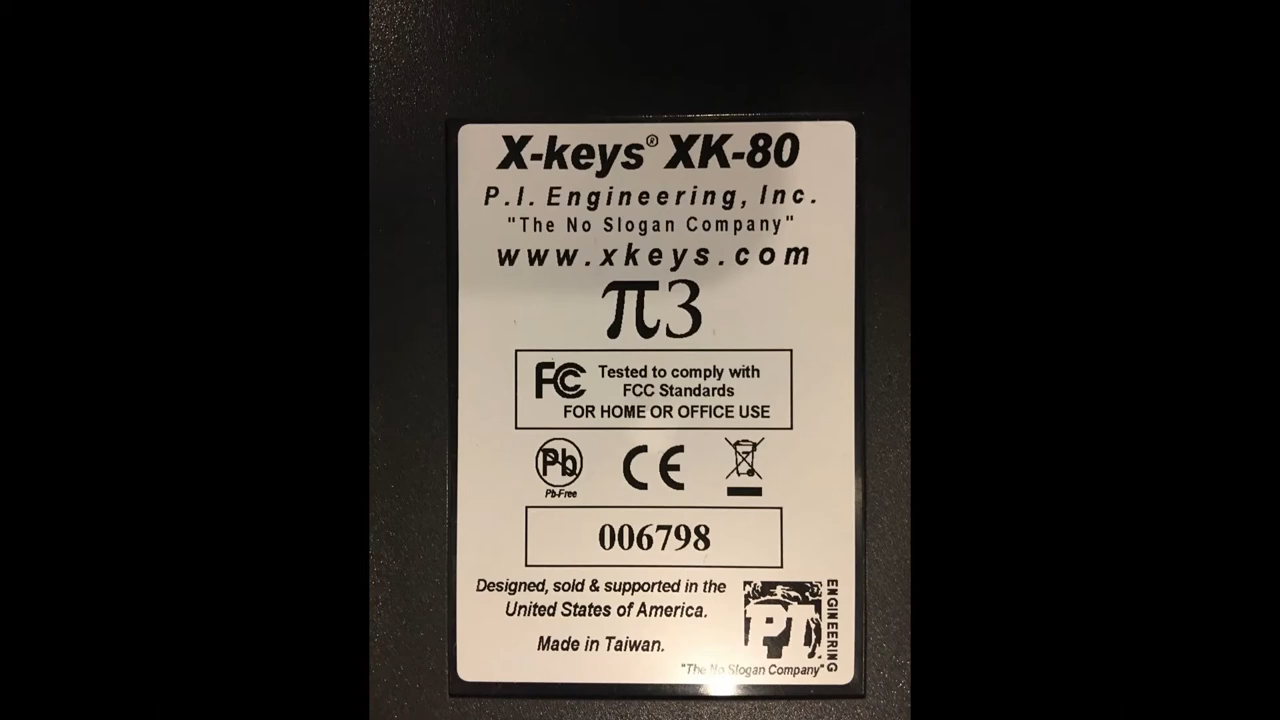 X-keys® XK-80
P.I. Engineering, Inc.
"The No Slogan Company"
www.xkeys.com
π3
FC Tested to comply with
FCC Standards
FOR HOME OR OFFICE USE
Pb CE
Pb-Free
006798
Designed, sold & supported in the
United States of America.
Made in Taiwan.
P.I. ENGINEERING
"The No Slogan Company"